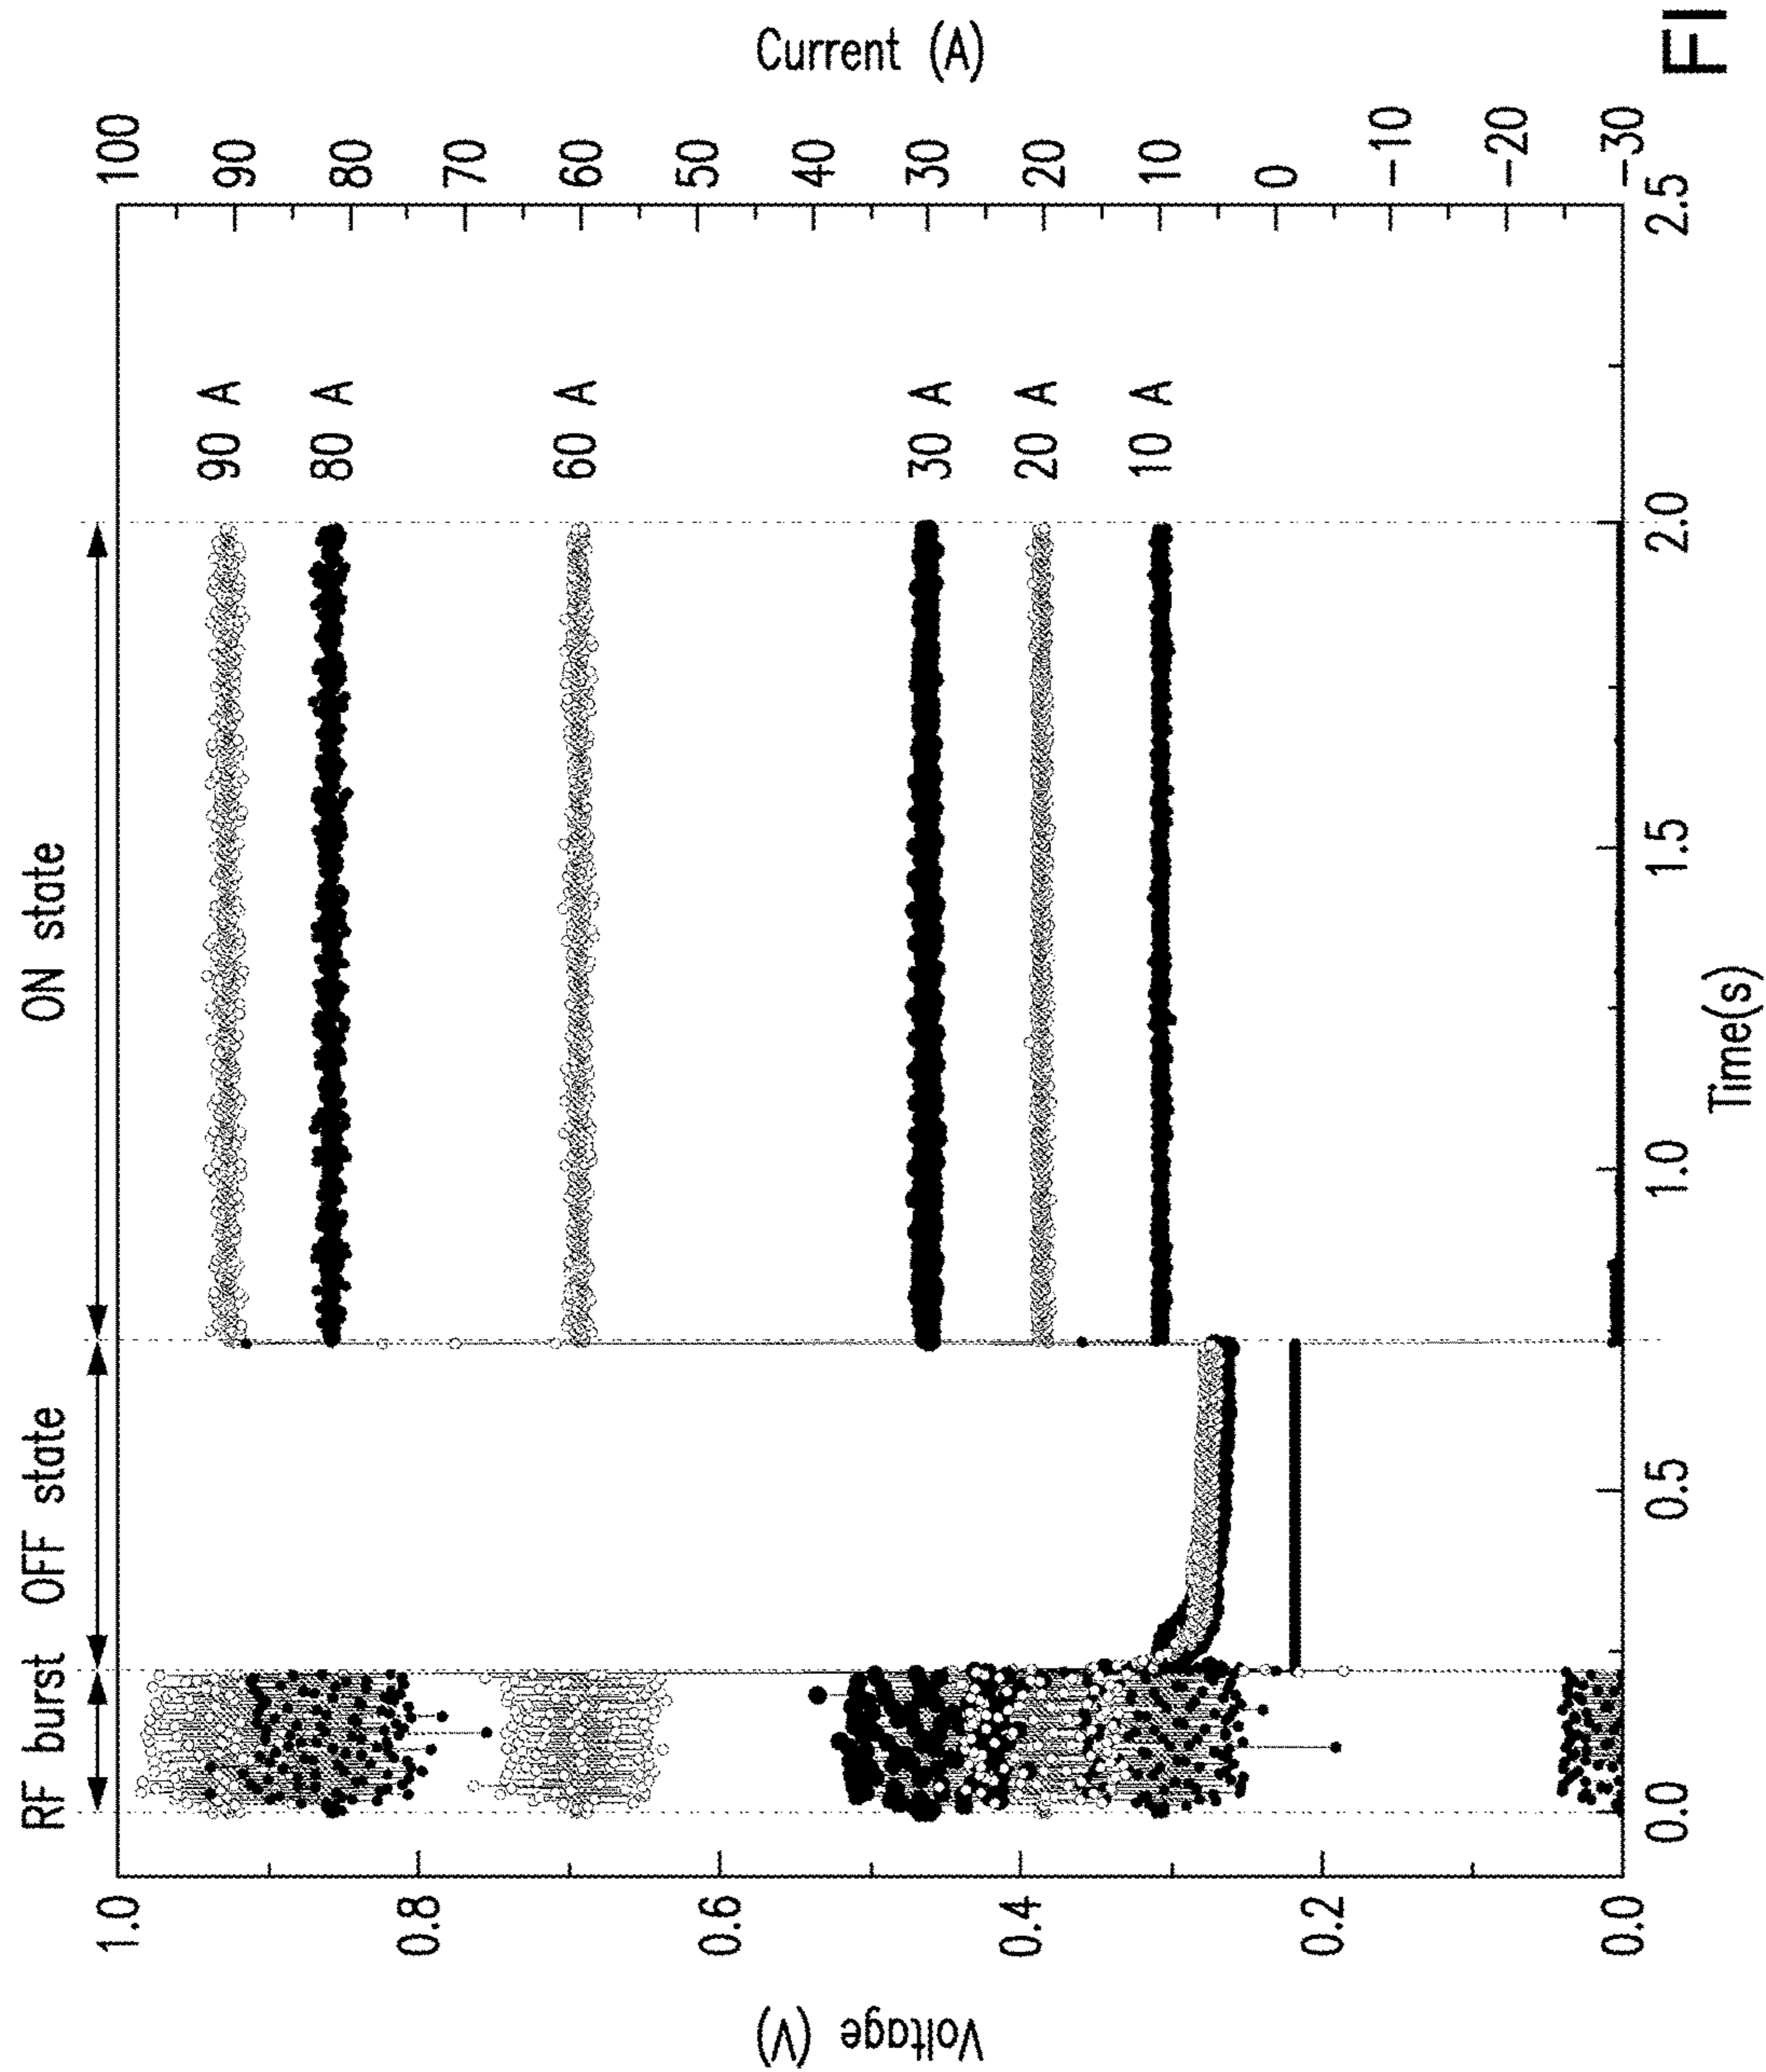 RF burst
OFF state
ON state
Voltage (V)
1.0
0.8
0.6
0.4
0.2
0.0
90 A
80 A
60 A
30 A
20 A
10 A
100
90
80
70
60
50
40
30
20
10
0
-10
-20
-30
Current (A)
0.0
0.5
1.0
1.5
2.0
2.5
Time(s)
FI